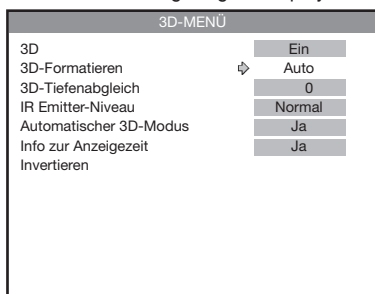 3D-MENÜ
3D Ein
3D-Formatieren Auto
3D-Tiefenabgleich 0
IR Emitter-Niveau Normal
Automatischer 3D-Modus Ja
Info zur Anzeigezeit Ja
Invertieren